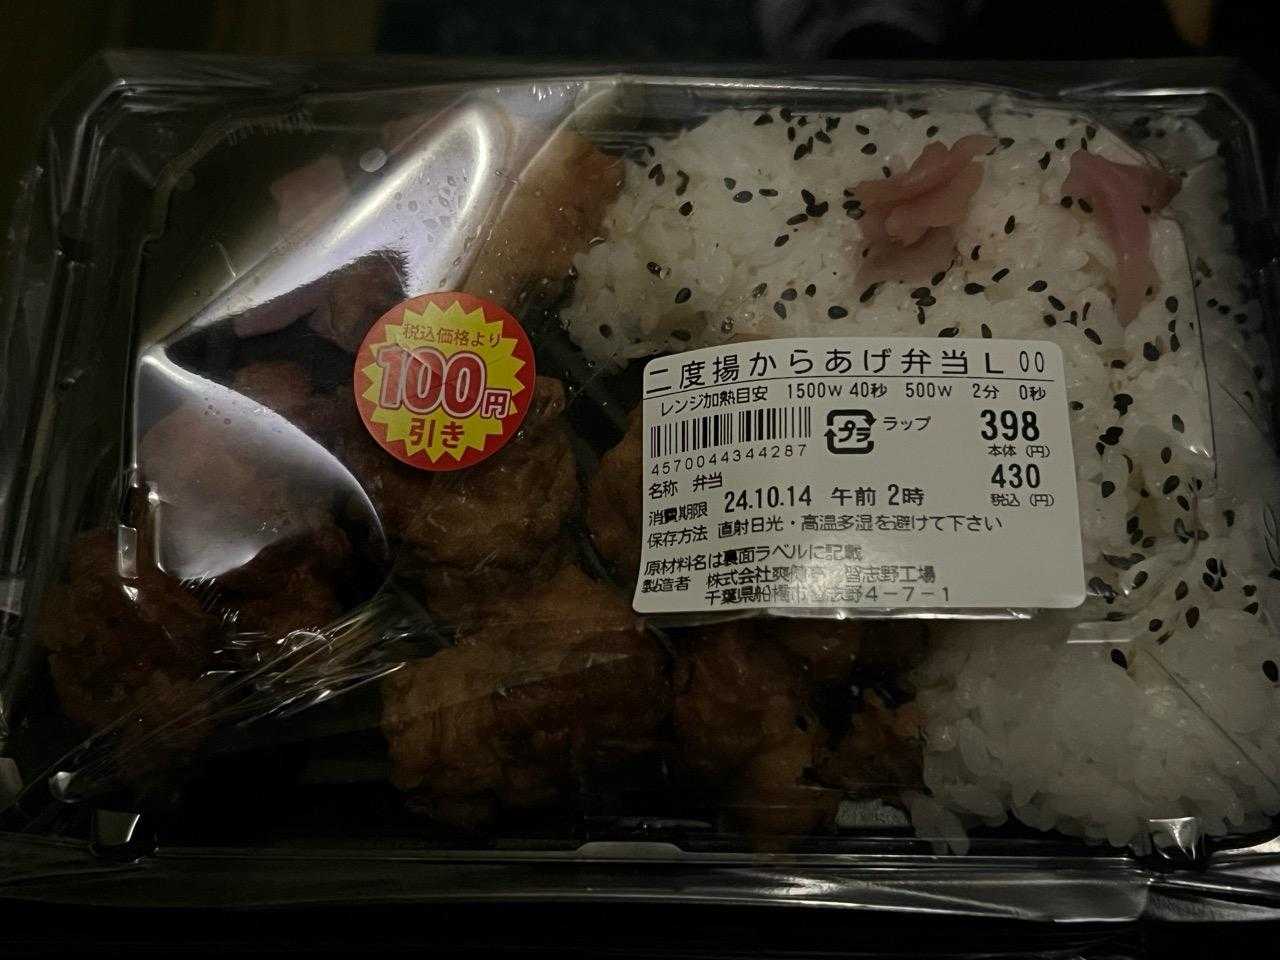 税込価格より
100円
引き
二度揚からあげ弁当L 00
レンジ加熱目安 1500W 40秒 500W 2分 0秒
4570044344287
プラ ラップ
398
本体(円)
430
税込(円)
名称 弁当
消費期限 24.10.14 午前 2時
保存方法 直射日光・高温多湿を避けて下さい
原材料名は裏面ラベルに記載
製造者 株式会社爽健亭 習志野工場
千葉県船橋市習志野4-7-1